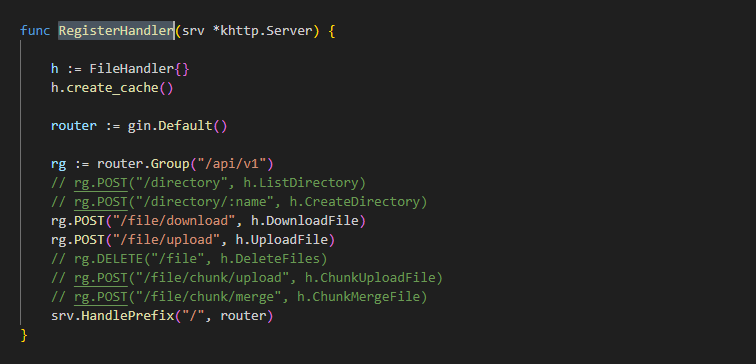 func RegisterHandler(srv *khttp.Server) {
h := FileHandler{}
h.create_cache()
router := gin.Default()
rg := router.Group("/api/v1")
// rg.POST("/directory", h.ListDirectory)
// rg.POST("/directory/:name", h.CreateDirectory)
rg.POST("/file/download", h.DownloadFile)
rg.POST("/file/upload", h.UploadFile)
// rg.DELETE("/file", h.DeleteFiles)
// rg.POST("/file/chunk/upload", h.ChunkUploadFile)
// rg.POST("/file/chunk/merge", h.ChunkMergeFile)
srv.HandlePrefix("/", router)
}